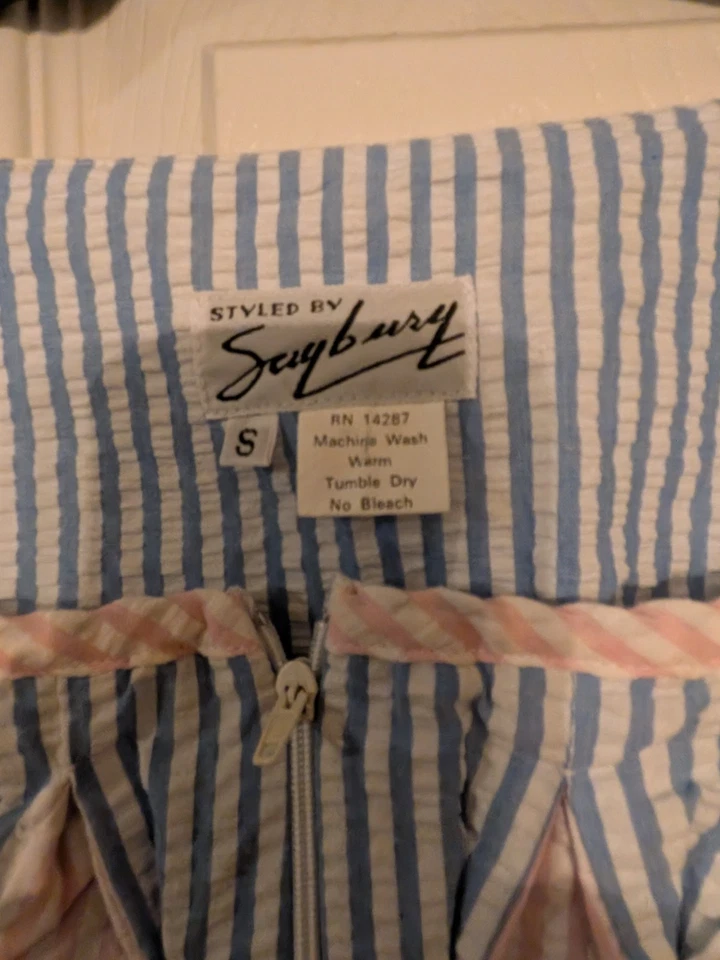 STYLED BY
Saybury
S
RN 14287
Machine Wash
Warm
Tumble Dry
No Bleach